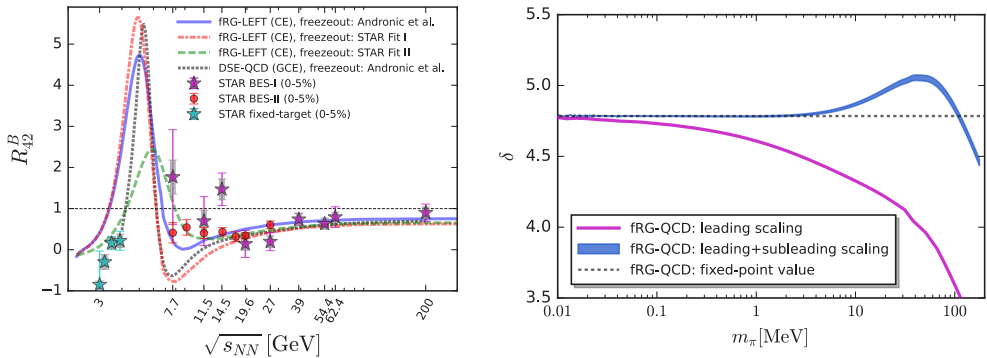 fRG-LEFT (CE), freezeout: Andronic et al.
fRG-LEFT (CE), freezeout: STAR Fit I
fRG-LEFT (CE), freezeout: STAR Fit II
DSE-QCD (GCE), freezeout: Andronic et al.
STAR BES-I (0-5%)
STAR BES-II (0-5%)
STAR fixed-target (0-5%)
5
4
3
2
1
0
−1
R^B_42
3
7.7
11.5
14.5
19.6
27
39
54.4
62.4
200
√s_NN [GeV]
5.5
5.0
4.5
4.0
3.5
δ
fRG-QCD: leading scaling
fRG-QCD: leading+subleading scaling
fRG-QCD: fixed-point value
0.01
0.10
1
10
100
m_π[MeV]